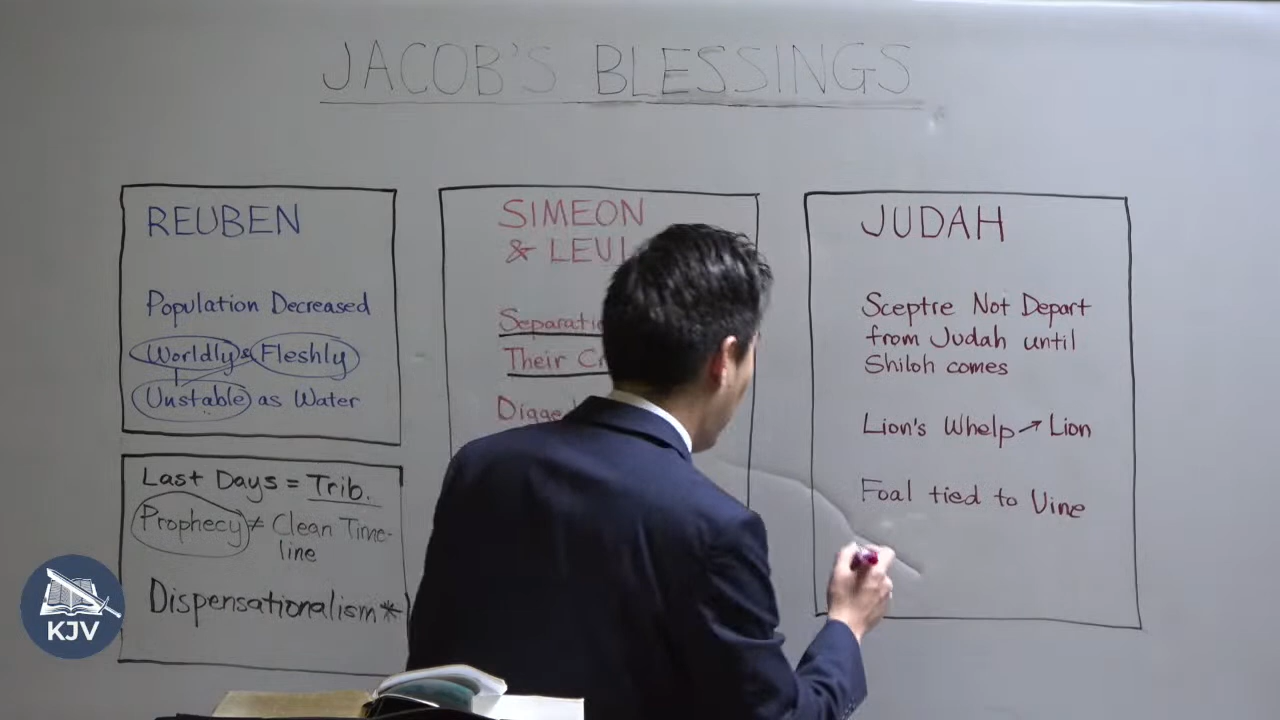 JACOB'S BLESSINGS
REUBEN
Population Decreased
Worldly & Fleshly
Unstable as Water
Last Days = Trib.
Prophecy ≠ Clean Time-
line
Dispensationalism*
SIMEON
& LEVI
Their
JUDAH
Sceptre Not Depart
from Judah until
Shiloh comes
Lion's Whelp → Lion
Foal tied to Vine
KJV